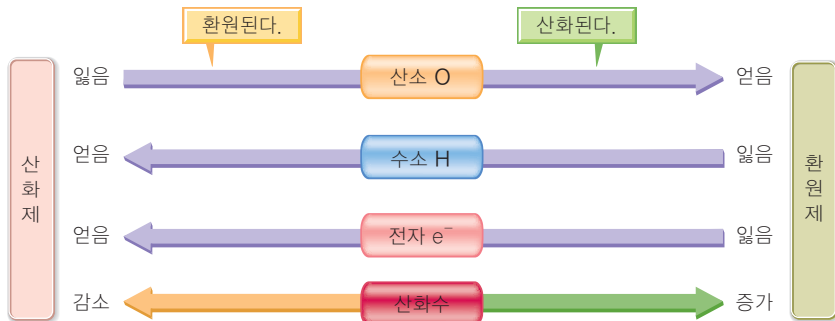 환원된다.
산화된다.
잃음 산소 O 얻음
얻음 수소 H 잃음
얻음 전자 e⁻ 잃음
감소 산화수 증가
산화제
환원제